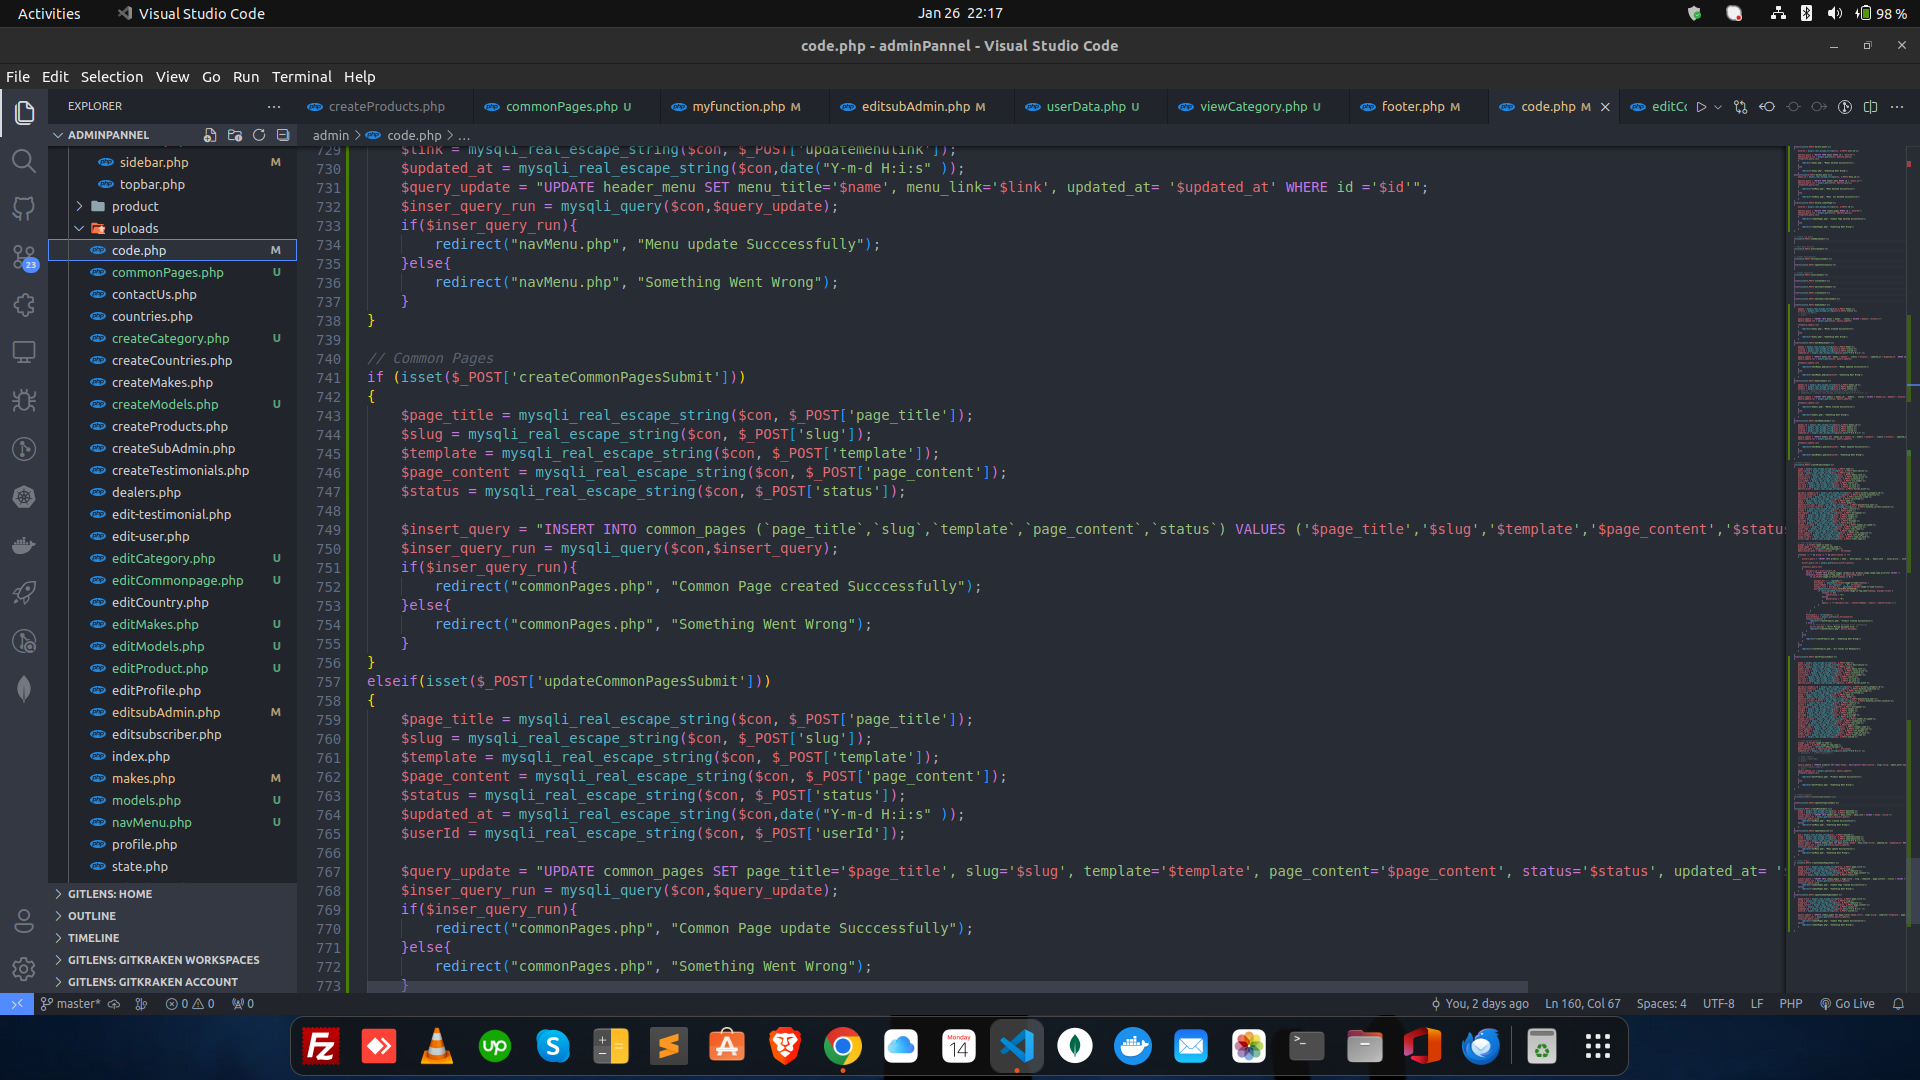 Activities
Visual Studio Code
Jan 26 22:17
98 %
code.php - adminPannel - Visual Studio Code
File Edit Selection View Go Run Terminal Help
EXPLORER
createProducts.php
commonPages.php U
myfunction.php M
editsubAdmin.php M
userData.php U
viewCategory.php U
footer.php M
code.php M
editCo
ADMINPANNEL
admin > code.php > ...
sidebar.php M
topbar.php
product
uploads
code.php M
commonPages.php U
contactUs.php
countries.php
createCategory.php U
createCountries.php
createMakes.php
createModels.php U
createProducts.php
createSubAdmin.php
createTestimonials.php
dealers.php
edit-testimonial.php
edit-user.php
editCategory.php U
editCommonpage.php U
editCountry.php
editMakes.php U
editModels.php U
editProduct.php U
editProfile.php
editsubAdmin.php M
editsubscriber.php
index.php
makes.php M
models.php U
navMenu.php U
profile.php
state.php
GITLENS: HOME
OUTLINE
TIMELINE
GITLENS: GITKRAKEN WORKSPACES
GITLENS: GITKRAKEN ACCOUNT
23
729 $link = mysqli_real_escape_string($con, $_POST['updatemenulink']);
730 $updated_at = mysqli_real_escape_string($con,date("Y-m-d H:i:s" ));
731 $query_update = "UPDATE header_menu SET menu_title='$name', menu_link='$link', updated_at= '$updated_at' WHERE id ='$id'";
732 $inser_query_run = mysqli_query($con,$query_update);
733 if($inser_query_run){
734 redirect("navMenu.php", "Menu update Succcessfully");
735 }else{
736 redirect("navMenu.php", "Something Went Wrong");
737 }
738 }
739
740 // Common Pages
741 if (isset($_POST['createCommonPagesSubmit']))
742 {
743 $page_title = mysqli_real_escape_string($con, $_POST['page_title']);
744 $slug = mysqli_real_escape_string($con, $_POST['slug']);
745 $template = mysqli_real_escape_string($con, $_POST['template']);
746 $page_content = mysqli_real_escape_string($con, $_POST['page_content']);
747 $status = mysqli_real_escape_string($con, $_POST['status']);
748
749 $insert_query = "INSERT INTO common_pages (`page_title`,`slug`,`template`,`page_content`,`status`) VALUES ('$page_title','$slug','$template','$page_content','$statu
750 $inser_query_run = mysqli_query($con,$insert_query);
751 if($inser_query_run){
752 redirect("commonPages.php", "Common Page created Succcessfully");
753 }else{
754 redirect("commonPages.php", "Something Went Wrong");
755 }
756 }
757 elseif(isset($_POST['updateCommonPagesSubmit']))
758 {
759 $page_title = mysqli_real_escape_string($con, $_POST['page_title']);
760 $slug = mysqli_real_escape_string($con, $_POST['slug']);
761 $template = mysqli_real_escape_string($con, $_POST['template']);
762 $page_content = mysqli_real_escape_string($con, $_POST['page_content']);
763 $status = mysqli_real_escape_string($con, $_POST['status']);
764 $updated_at = mysqli_real_escape_string($con,date("Y-m-d H:i:s" ));
765 $userId = mysqli_real_escape_string($con, $_POST['userId']);
766
767 $query_update = "UPDATE common_pages SET page_title='$page_title', slug='$slug', template='$template', page_content='$page_content', status='$status', updated_at= '
768 $inser_query_run = mysqli_query($con,$query_update);
769 if($inser_query_run){
770 redirect("commonPages.php", "Common Page update Succcessfully");
771 }else{
772 redirect("commonPages.php", "Something Went Wrong");
773 }
master* 0 0 0
You, 2 days ago Ln 160, Col 67 Spaces: 4 UTF-8 LF PHP Go Live
Fz
up
S
Monday
14